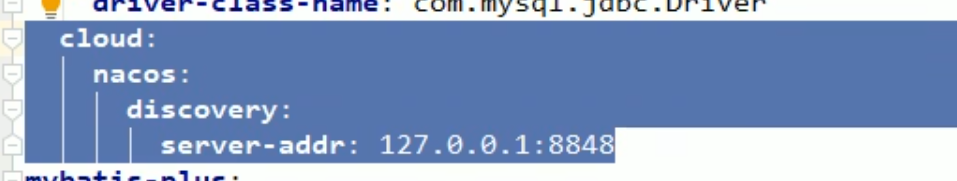 driver-class-name: com.mysql.jdbc.Driver
cloud:
nacos:
discovery:
server-addr: 127.0.0.1:8848
mybatis-plus: